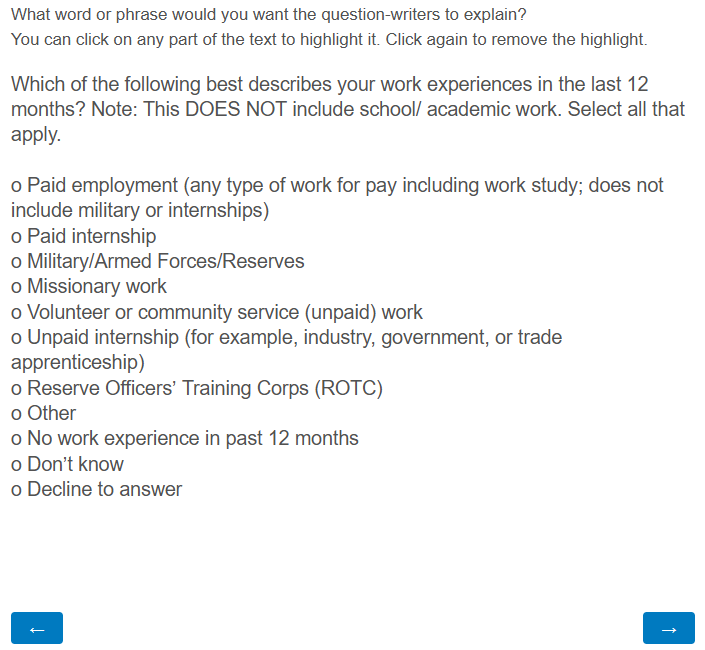 What word or phrase would you want the question-writers to explain?
You can click on any part of the text to highlight it. Click again to remove the highlight.
Which of the following best describes your work experiences in the last 12
months? Note: This DOES NOT include school/ academic work. Select all that
apply.
o Paid employment (any type of work for pay including work study; does not
include military or internships)
o Paid internship
o Military/Armed Forces/Reserves
o Missionary work
o Volunteer or community service (unpaid) work
o Unpaid internship (for example, industry, government, or trade
apprenticeship)
o Reserve Officers’ Training Corps (ROTC)
o Other
o No work experience in past 12 months
o Don’t know
o Decline to answer
← →